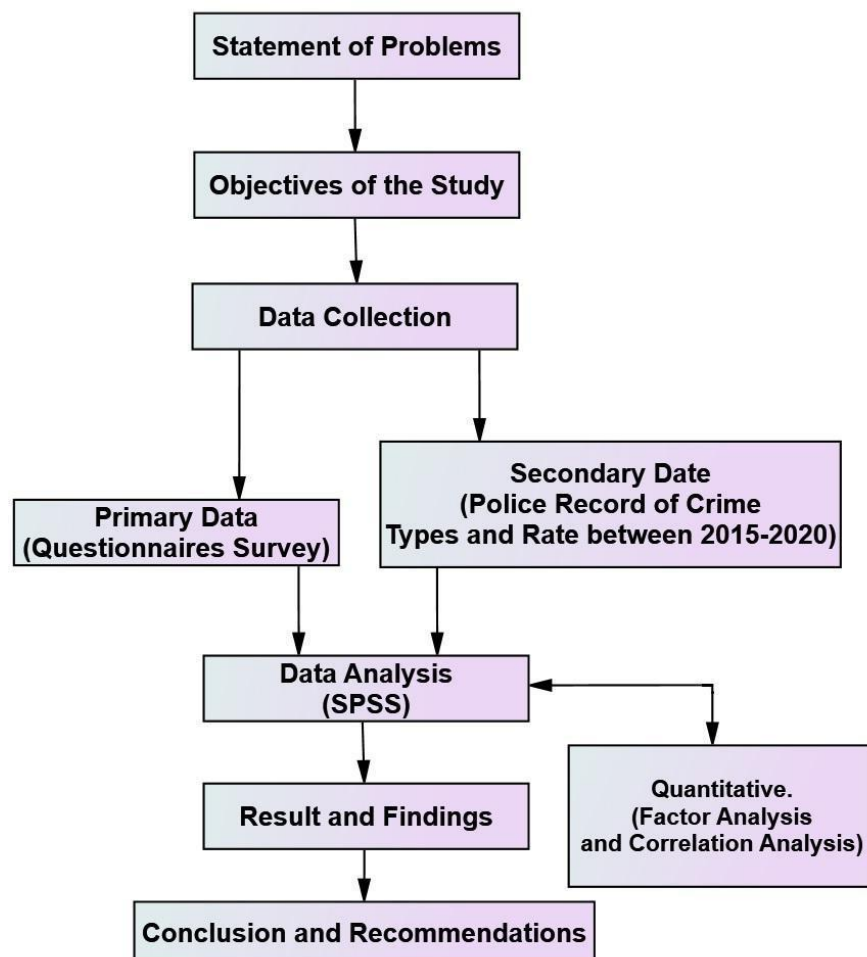 Statement of Problems
Objectives of the Study
Data Collection
Primary Data
(Questionnaires Survey)
Secondary Date
(Police Record of Crime
Types and Rate between 2015-2020)
Data Analysis
(SPSS)
Quantitative.
(Factor Analysis
and Correlation Analysis)
Result and Findings
Conclusion and Recommendations